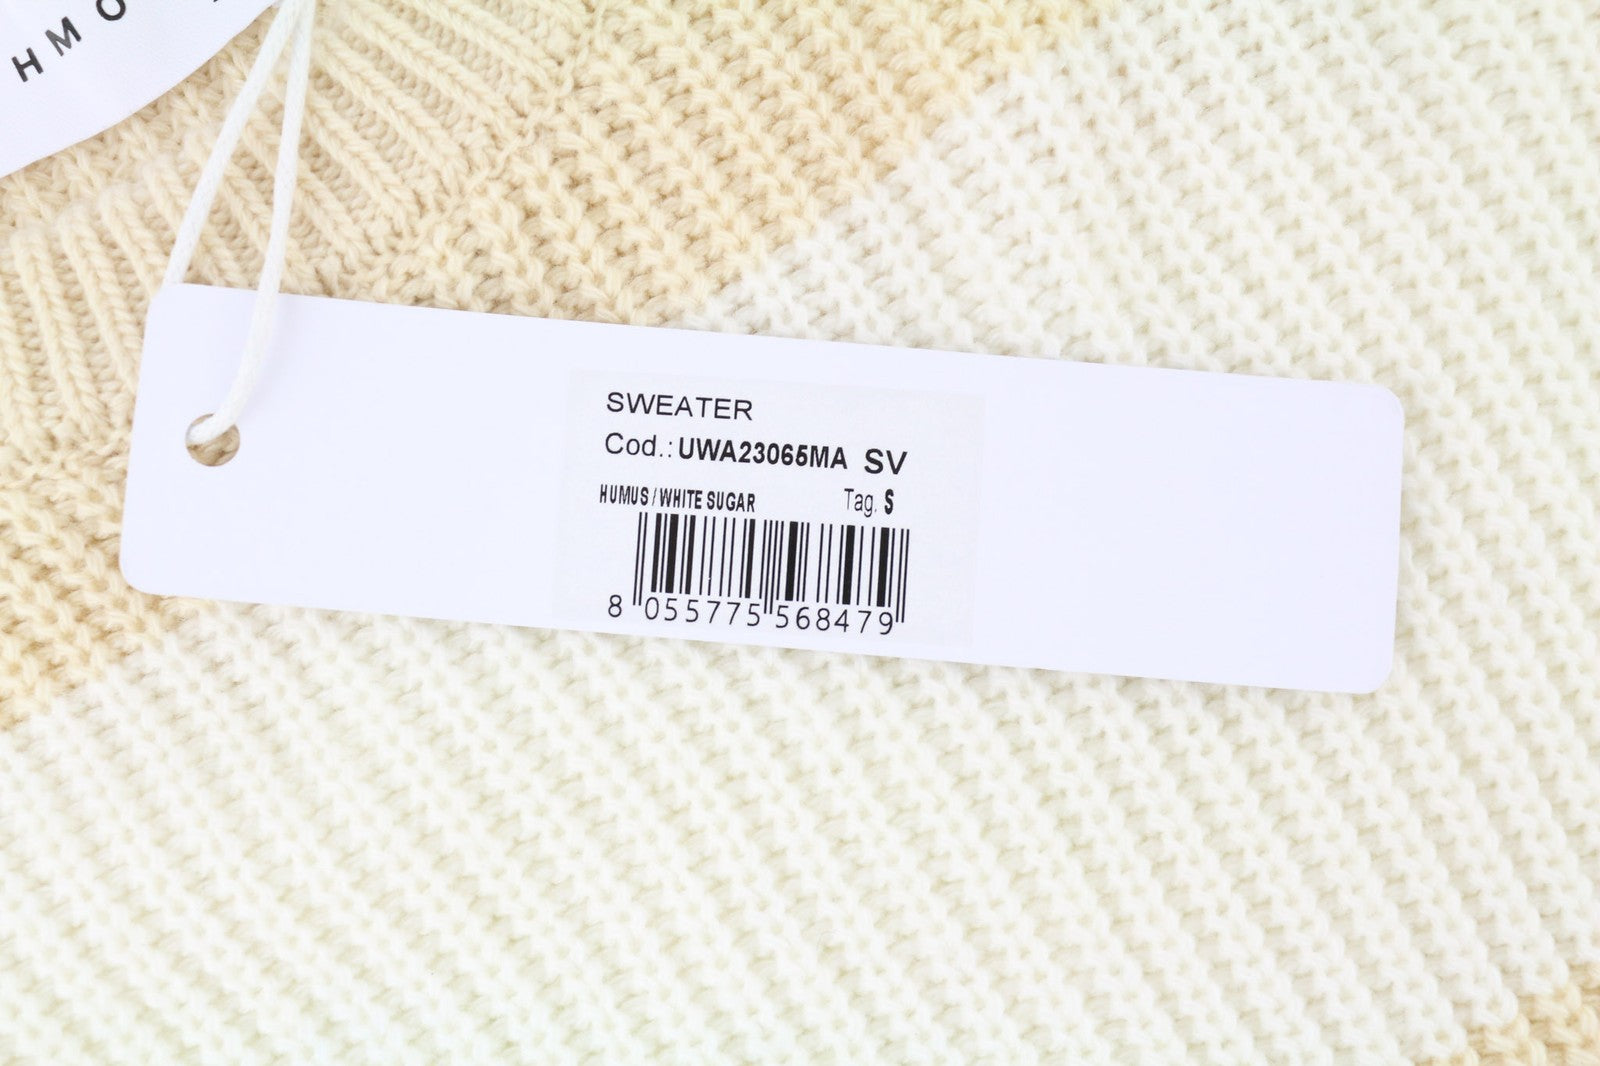 HMO
SWEATER
Cod.: UWA23065MA SV
HUMUS / WHITE SUGAR Tag. S
8 055775 568479